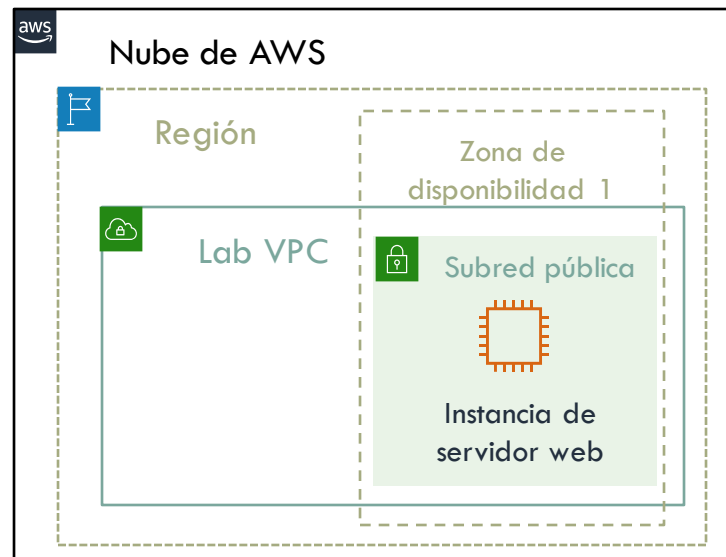 aws
Nube de AWS
Región
Zona de
disponibilidad 1
Lab VPC
Subred pública
Instancia de
servidor web